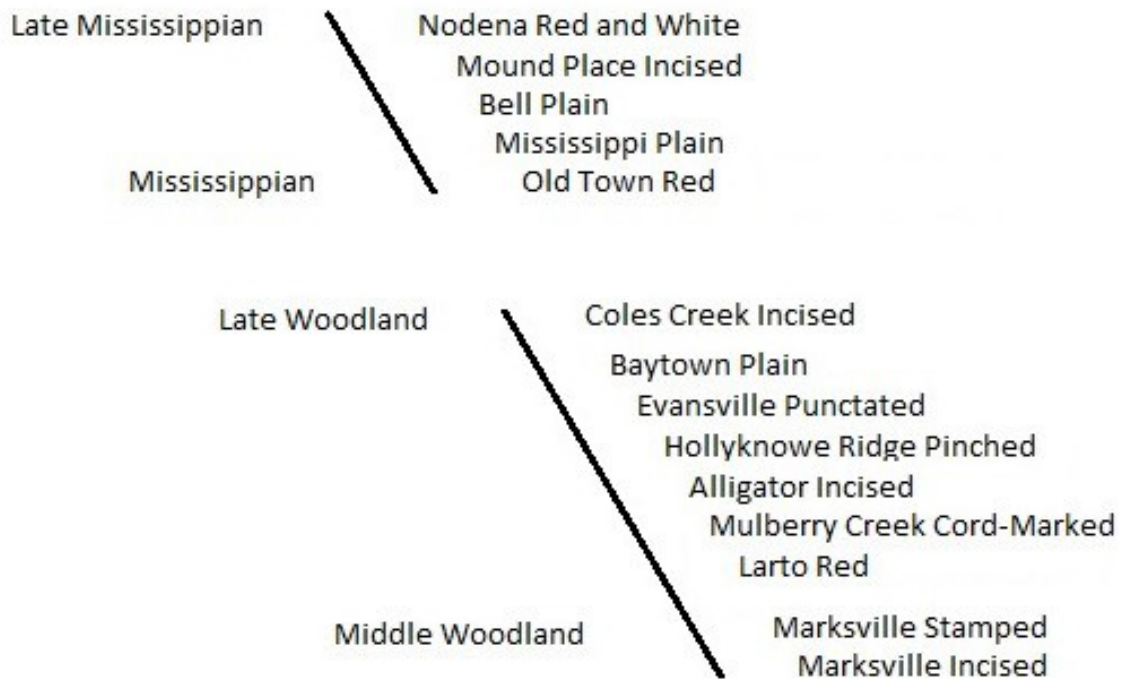 Late Mississippian Nodena Red and White
Mound Place Incised
Bell Plain
Mississippi Plain
Mississippian Old Town Red
Late Woodland Coles Creek Incised
Baytown Plain
Evansville Punctated
Hollyknowe Ridge Pinched
Alligator Incised
Mulberry Creek Cord-Marked
Larto Red
Middle Woodland Marksville Stamped
Marksville Incised